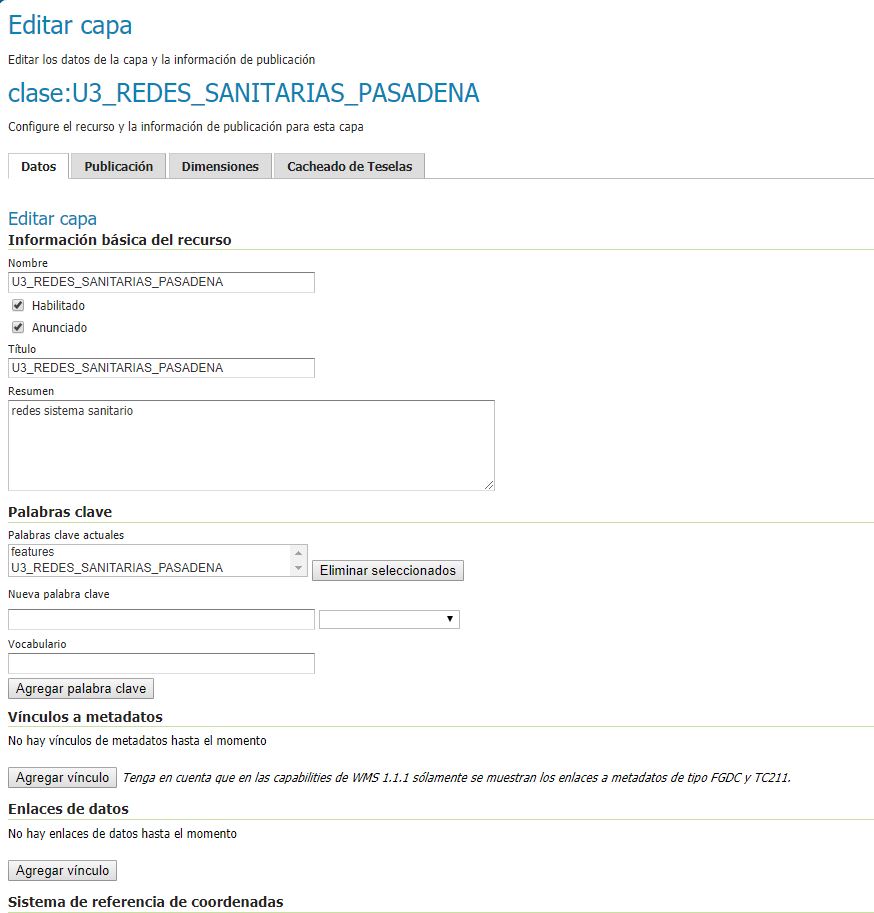 Editar capa
Editar los datos de la capa y la información de publicación
clase:U3_REDES_SANITARIAS_PASADENA
Configure el recurso y la información de publicación para esta capa
Datos Publicación Dimensiones Cacheado de Teselas
Editar capa
Información básica del recurso
Nombre
U3_REDES_SANITARIAS_PASADENA
Habilitado
Anunciado
Título
U3_REDES_SANITARIAS_PASADENA
Resumen
redes sistema sanitario
Palabras clave
Palabras clave actuales
features
U3_REDES_SANITARIAS_PASADENA
Eliminar seleccionados
Nueva palabra clave
Vocabulario
Agregar palabra clave
Vínculos a metadatos
No hay vínculos de metadatos hasta el momento
Agregar vínculo Tenga en cuenta que en las capabilities de WMS 1.1.1 sólamente se muestran los enlaces a metadatos de tipo FGDC y TC211.
Enlaces de datos
No hay enlaces de datos hasta el momento
Agregar vínculo
Sistema de referencia de coordenadas